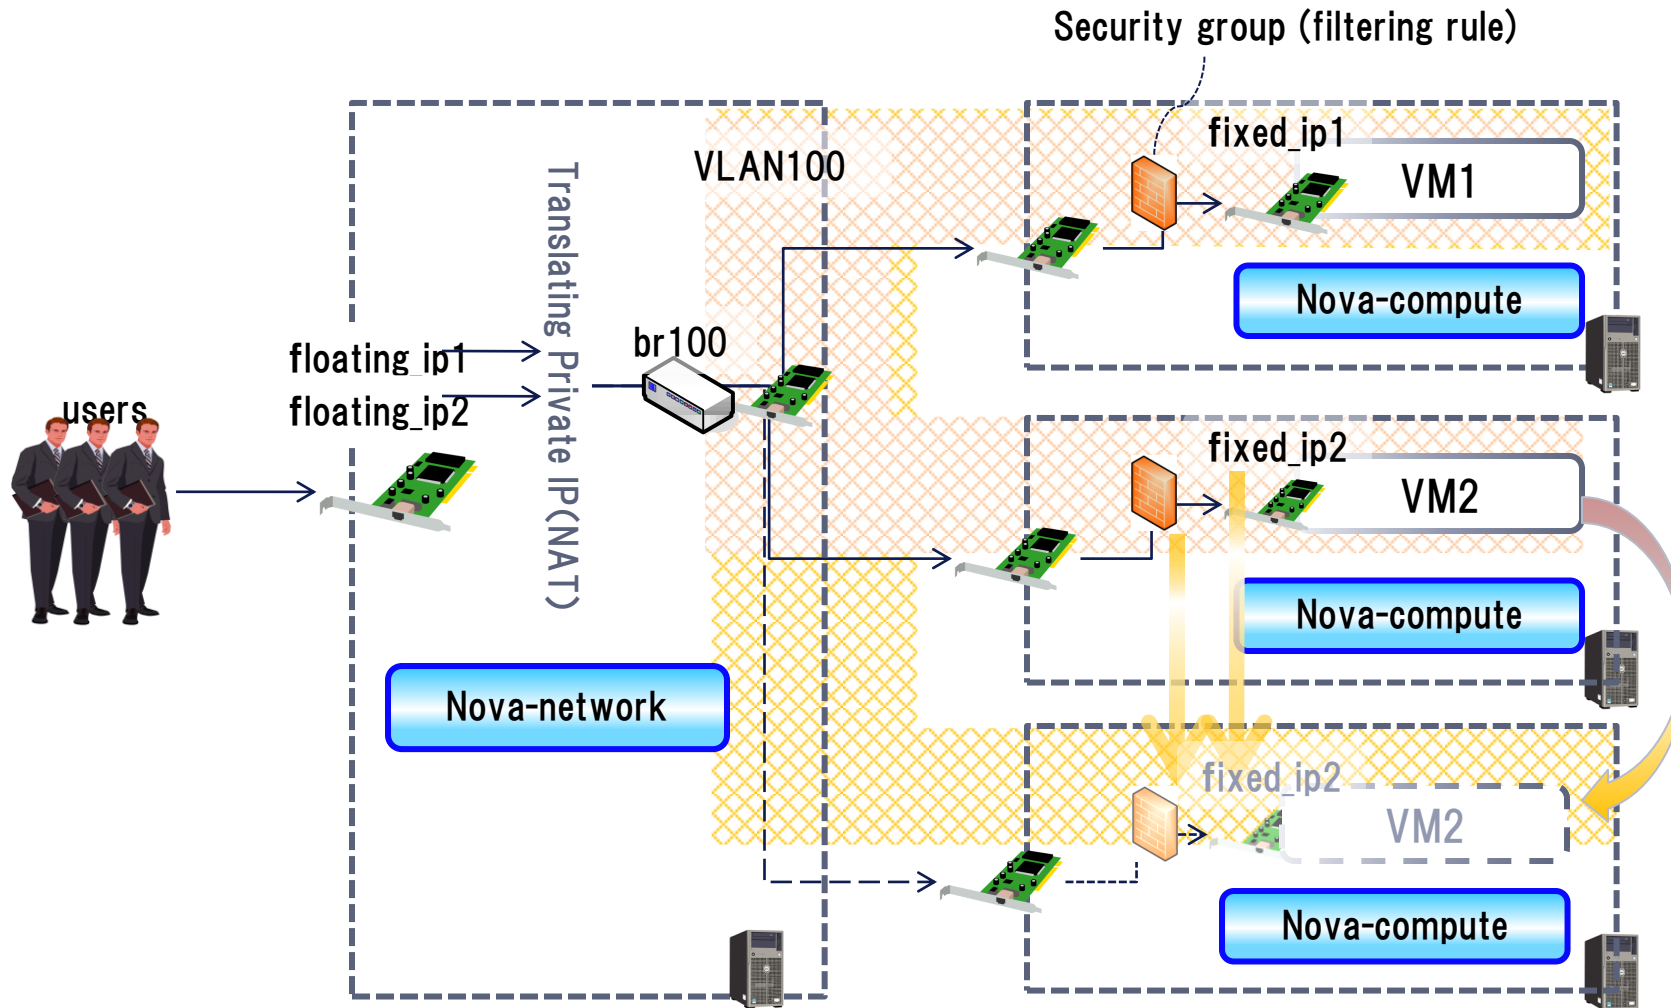 Security group (filtering rule)
fixed_ip1
VLAN100
VM1
Translating Private IP(NAT)
Nova-compute
br100
floating_ip1
floating_ip2
users
fixed_ip2
VM2
Nova-compute
Nova-network
fixed_ip2
VM2
Nova-compute